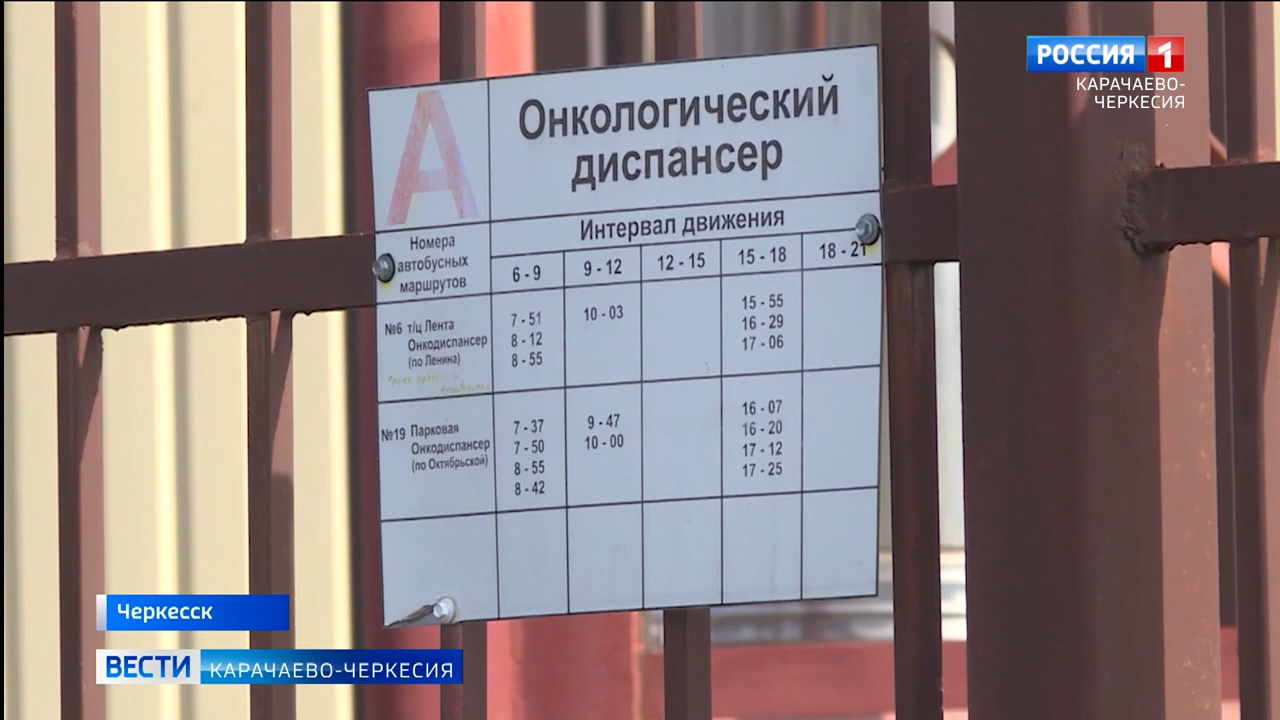 РОССИЯ 1
КАРАЧАЕВО-
ЧЕРКЕСИЯ
А
Онкологический
диспансер
Номера
автобусных
маршрутов
Интервал движения
6 - 9 9 - 12 12 - 15 15 - 18 18 - 21
№6 т/ц Лента
Онкодиспансер
(по Ленина)
7 - 51
8 - 12
8 - 55
10 - 03
15 - 55
16 - 29
17 - 06
№19 Парковая
Онкодиспансер
(по Октябрьской)
7 - 37
7 - 50
8 - 55
8 - 42
9 - 47
10 - 00
16 - 07
16 - 20
17 - 12
17 - 25
Черкесск
ВЕСТИ КАРАЧАЕВО-ЧЕРКЕСИЯ